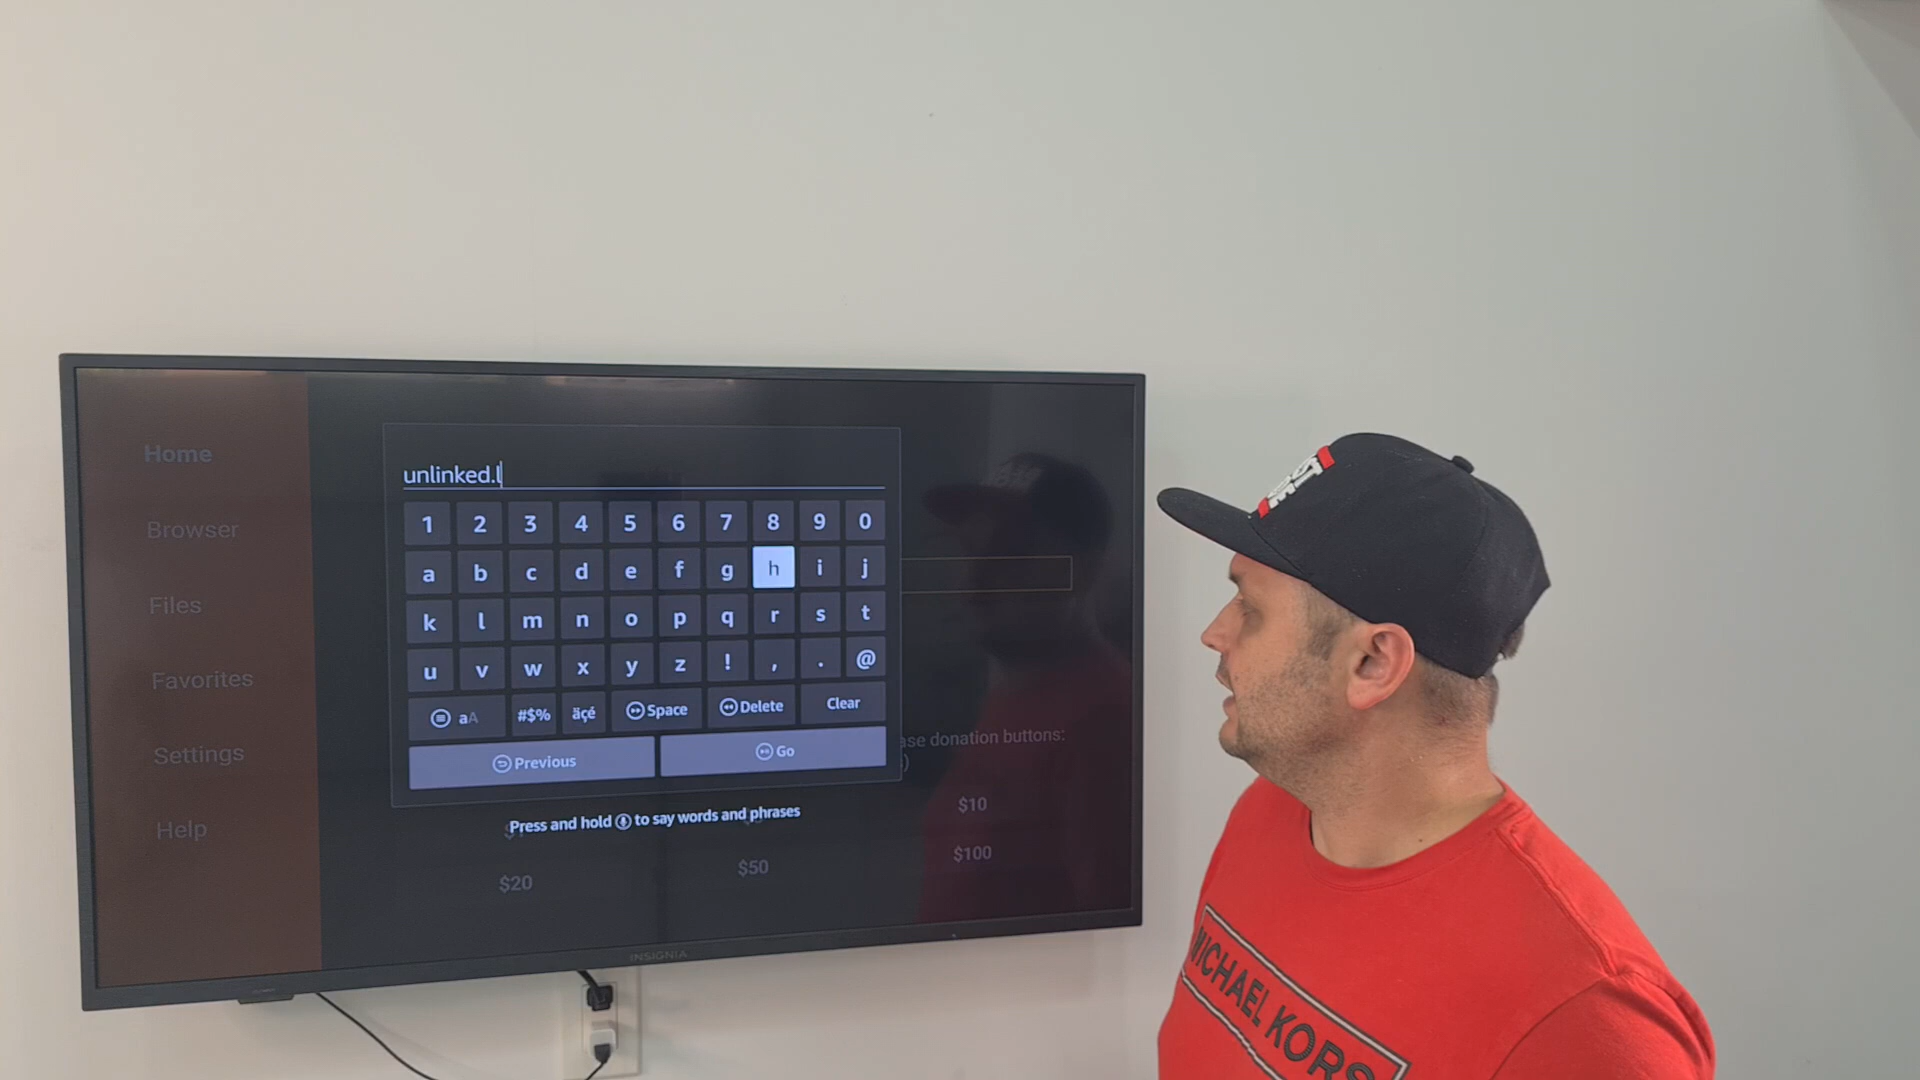 Home
Browser
Files
Favorites
Settings
Help
unlinked.l
1 2 3 4 5 6 7 8 9 0
a b c d e f g h i j
k l m n o p q r s t
u v w x y z ! , . @
aA #$% äçé Space Delete Clear
Previous Go
Press and hold to say words and phrases
ase donation buttons:
)
$10
$20 $50 $100
INSIGNIA
MICHAEL KORS